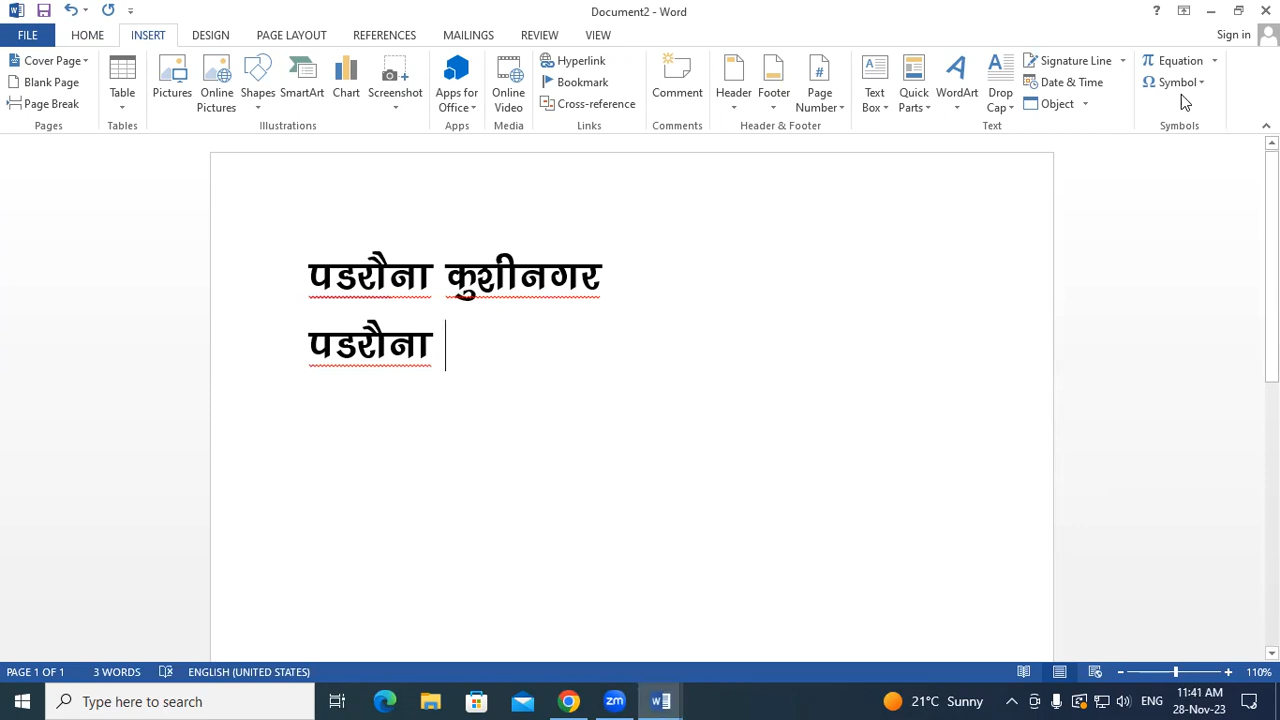 Document2 - Word
Sign in
FILE HOME INSERT DESIGN PAGE LAYOUT REFERENCES MAILINGS REVIEW VIEW
Cover Page
Blank Page
Page Break
Pages
Table
Tables
Pictures
Online Pictures
Shapes
SmartArt
Chart
Screenshot
Illustrations
Apps for Office
Apps
Online Video
Media
Hyperlink
Bookmark
Cross-reference
Links
Comment
Comments
Header
Footer
Page Number
Header & Footer
Text Box
Quick Parts
WordArt
Drop Cap
Signature Line
Date & Time
Object
Text
Equation
Symbol
Symbols
पडरौना कुशीनगर
पडरौना
PAGE 1 OF 1 3 WORDS ENGLISH (UNITED STATES) 110%
Type here to search
zm
21°C Sunny
ENG
11:41 AM
28-Nov-23